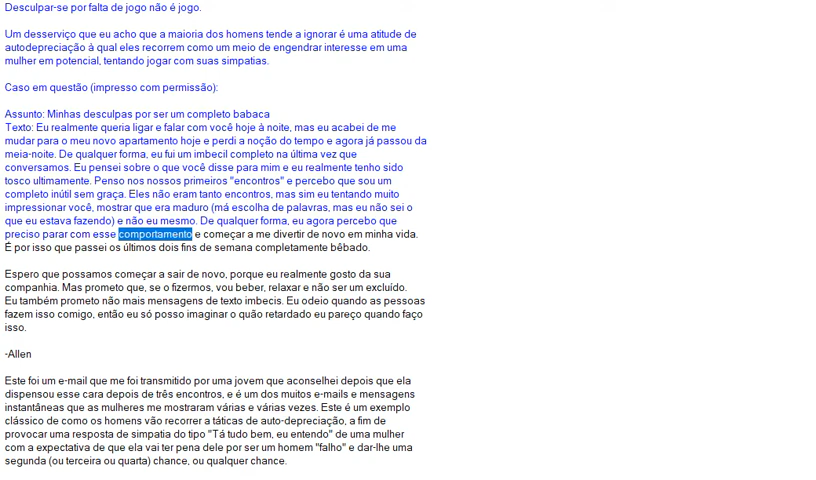 Desculpar-se por falta de jogo não é jogo.
Um desserviço que eu acho que a maioria dos homens tende a ignorar é uma atitude de
autodepreciação à qual eles recorrem como um meio de engendrar interesse em uma
mulher em potencial, tentando jogar com suas simpatias.
Caso em questão (impresso com permissão):
Assunto: Minhas desculpas por ser um completo babaca
Texto: Eu realmente queria ligar e falar com você hoje à noite, mas eu acabei de me
mudar para o meu novo apartamento hoje e perdi a noção do tempo e agora já passou da
meia-noite. De qualquer forma, eu fui um imbecil completo na última vez que
conversamos. Eu pensei sobre o que você disse para mim e eu realmente tenho sido
tosco ultimamente. Penso nos nossos primeiros "encontros" e percebo que sou um
completo inútil sem graça. Eles não eram tanto encontros, mas sim eu tentando muito
impressionar você, mostrar que era maduro (má escolha de palavras, mas eu não sei o
que eu estava fazendo) e não eu mesmo. De qualquer forma, eu agora percebo que
preciso parar com esse comportamento e começar a me divertir de novo em minha vida.
É por isso que passei os últimos dois fins de semana completamente bêbado.
Espero que possamos começar a sair de novo, porque eu realmente gosto da sua
companhia. Mas prometo que, se o fizermos, vou beber, relaxar e não ser um excluído.
Eu também prometo não mais mensagens de texto imbecis. Eu odeio quando as pessoas
fazem isso comigo, então eu só posso imaginar o quão retardado eu pareço quando faço
isso.
-Allen
Este foi um e-mail que me foi transmitido por uma jovem que aconselhei depois que ela
dispensou esse cara depois de três encontros, e é um dos muitos e-mails e mensagens
instantâneas que as mulheres me mostraram várias e várias vezes. Este é um exemplo
clássico de como os homens vão recorrer a táticas de auto-depreciação, a fim de
provocar uma resposta de simpatia do tipo "Tá tudo bem, eu entendo" de uma mulher
com a expectativa de que ela vai ter pena dele por ser um homem "falho" e dar-lhe uma
segunda (ou terceira ou quarta) chance, ou qualquer chance.